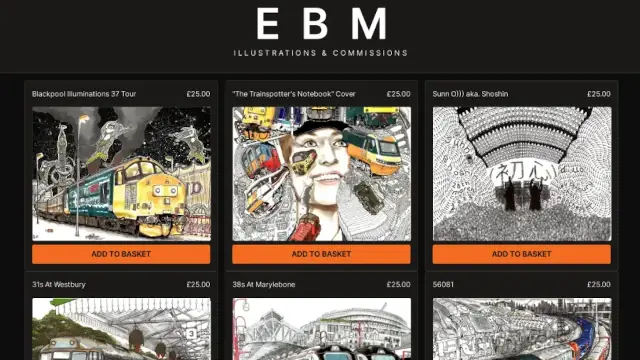 EBM
ILLUSTRATIONS & COMMISSIONS
Blackpool Illuminations 37 Tour £25.00
"The Trainspotter's Notebook" Cover £25.00
Sunn O))) aka. Shoshin £25.00
初心
ADD TO BASKET
ADD TO BASKET
ADD TO BASKET
31s At Westbury £25.00
38s At Marylebone £25.00
56081 £25.00